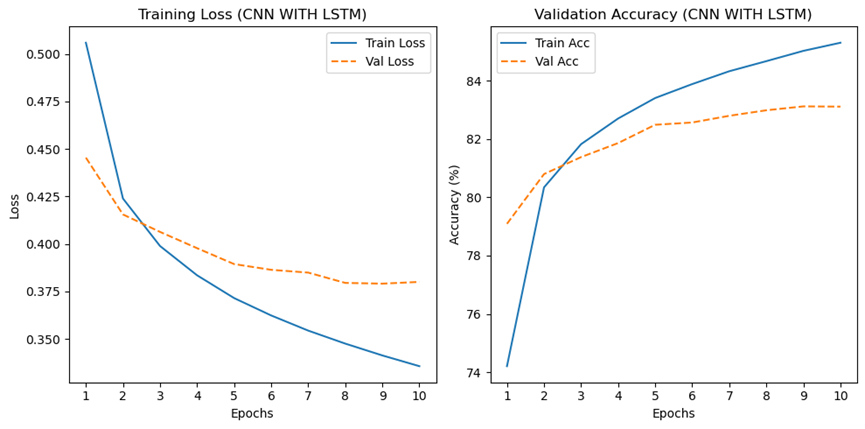 Training Loss (CNN WITH LSTM)
Train Loss
Val Loss
0.500
0.475
0.450
0.425
0.400
0.375
0.350
Loss
1 2 3 4 5 6 7 8 9 10
Epochs
Validation Accuracy (CNN WITH LSTM)
Train Acc
Val Acc
84
82
80
78
76
74
Accuracy (%)
1 2 3 4 5 6 7 8 9 10
Epochs